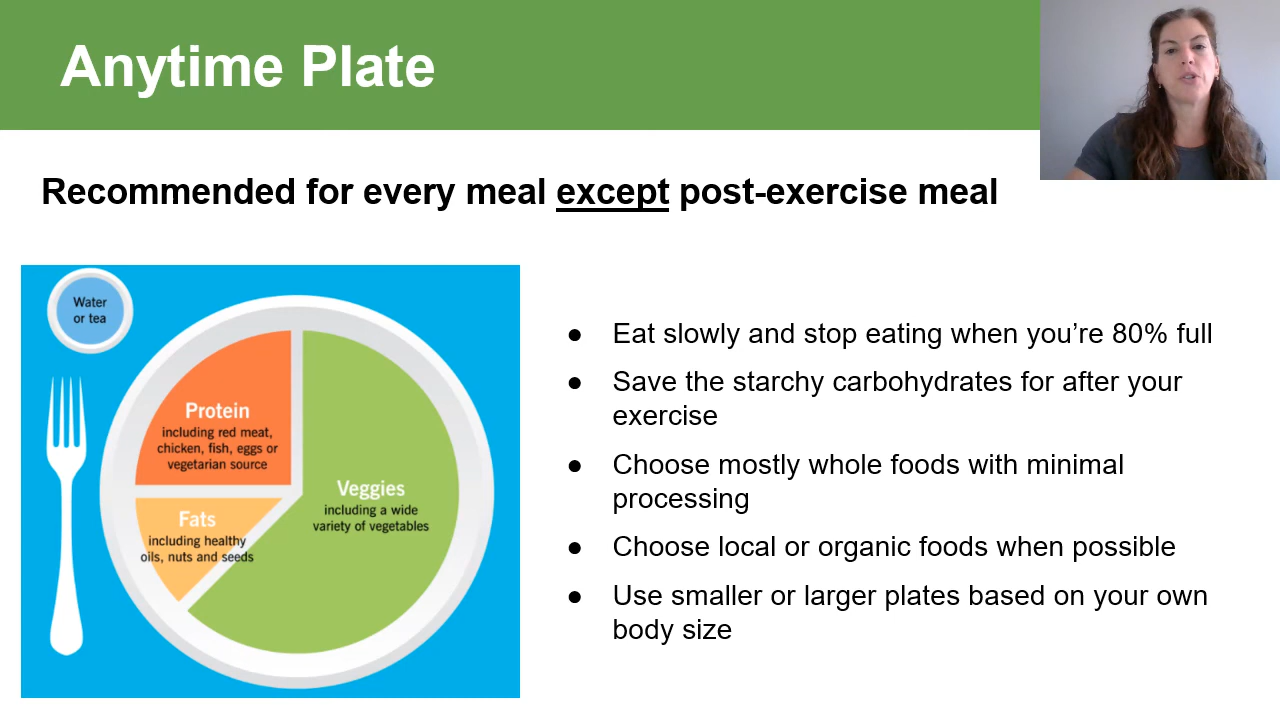 Anytime Plate
Recommended for every meal except post-exercise meal
Water
or tea
Protein
including red meat,
chicken, fish, eggs or
vegetarian source
Fats
including healthy
oils, nuts and seeds
Veggies
including a wide
variety of vegetables
● Eat slowly and stop eating when you’re 80% full
● Save the starchy carbohydrates for after your
exercise
● Choose mostly whole foods with minimal
processing
● Choose local or organic foods when possible
● Use smaller or larger plates based on your own
body size